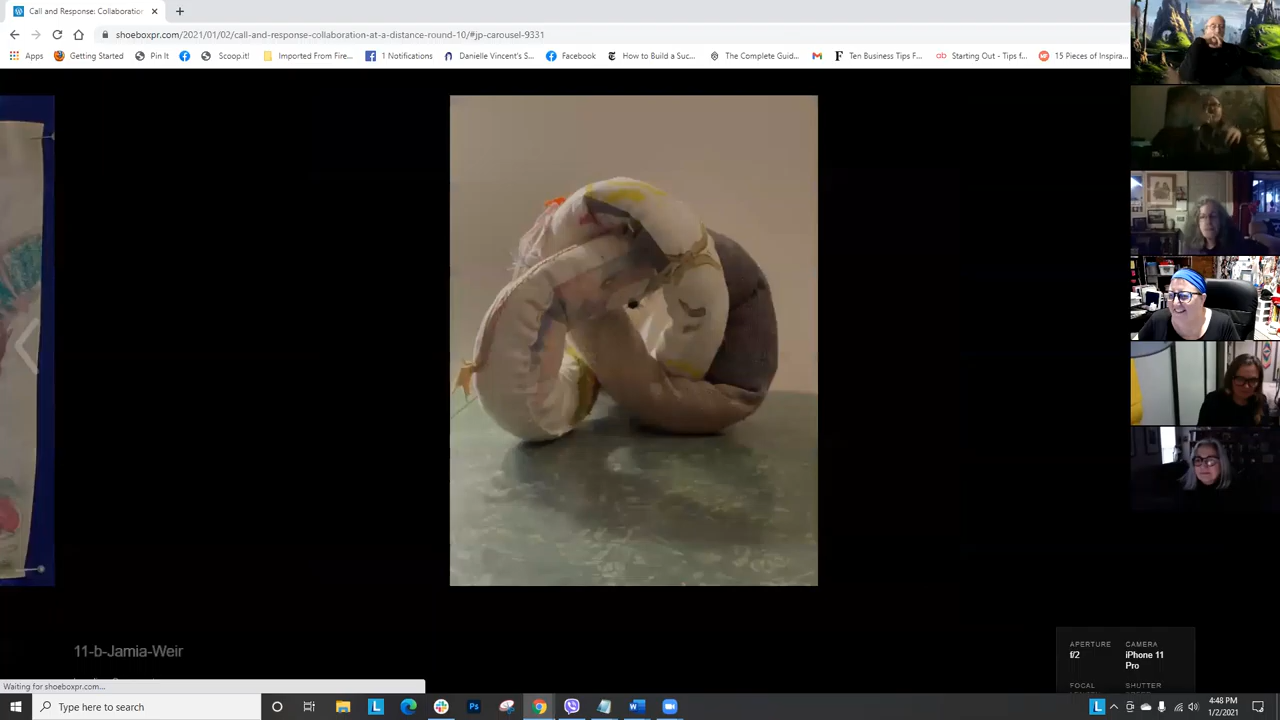 Call and Response: Collaboration
shoeboxpr.com/2021/01/02/call-and-response-collaboration-at-a-distance-round-10/#jp-carousel-9331
Apps Getting Started Pin It Scoop.it! Imported From Fire... 1 Notifications Danielle Vincent's S... Facebook How to Build a Suc... The Complete Guid... Ten Business Tips F... Starting Out - Tips f... 15 Pieces of Inspira...
11-b-Jamia-Weir
APERTURE CAMERA
f/2 iPhone 11
Pro
FOCAL SHUTTER
Waiting for shoeboxpr.com...
Type here to search
4:48 PM
1/2/2021